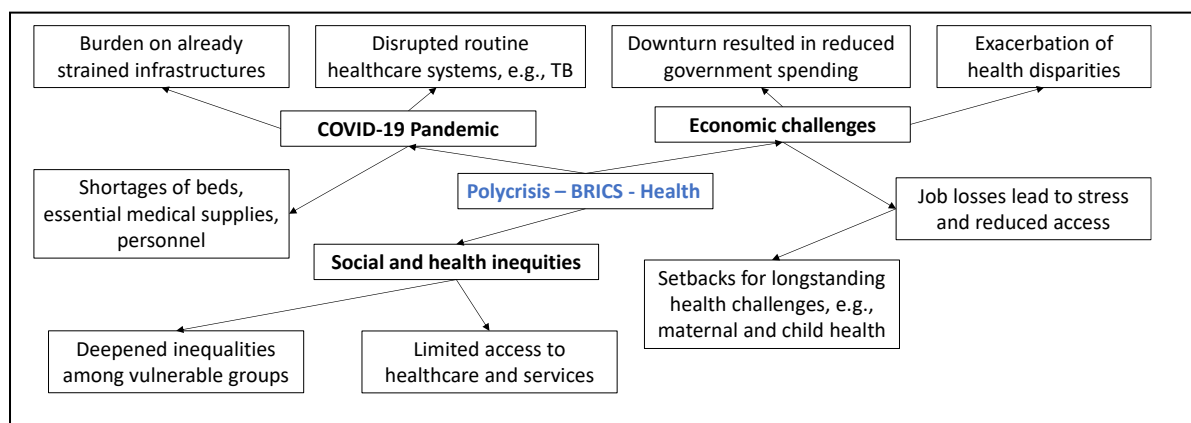 Burden on already
strained infrastructures
Disrupted routine
healthcare systems, e.g., TB
Downturn resulted in reduced
government spending
Exacerbation of
health disparities
COVID-19 Pandemic
Economic challenges
Polycrisis – BRICS - Health
Shortages of beds,
essential medical supplies,
personnel
Job losses lead to stress
and reduced access
Social and health inequities
Setbacks for longstanding
health challenges, e.g.,
maternal and child health
Deepened inequalities
among vulnerable groups
Limited access to
healthcare and services